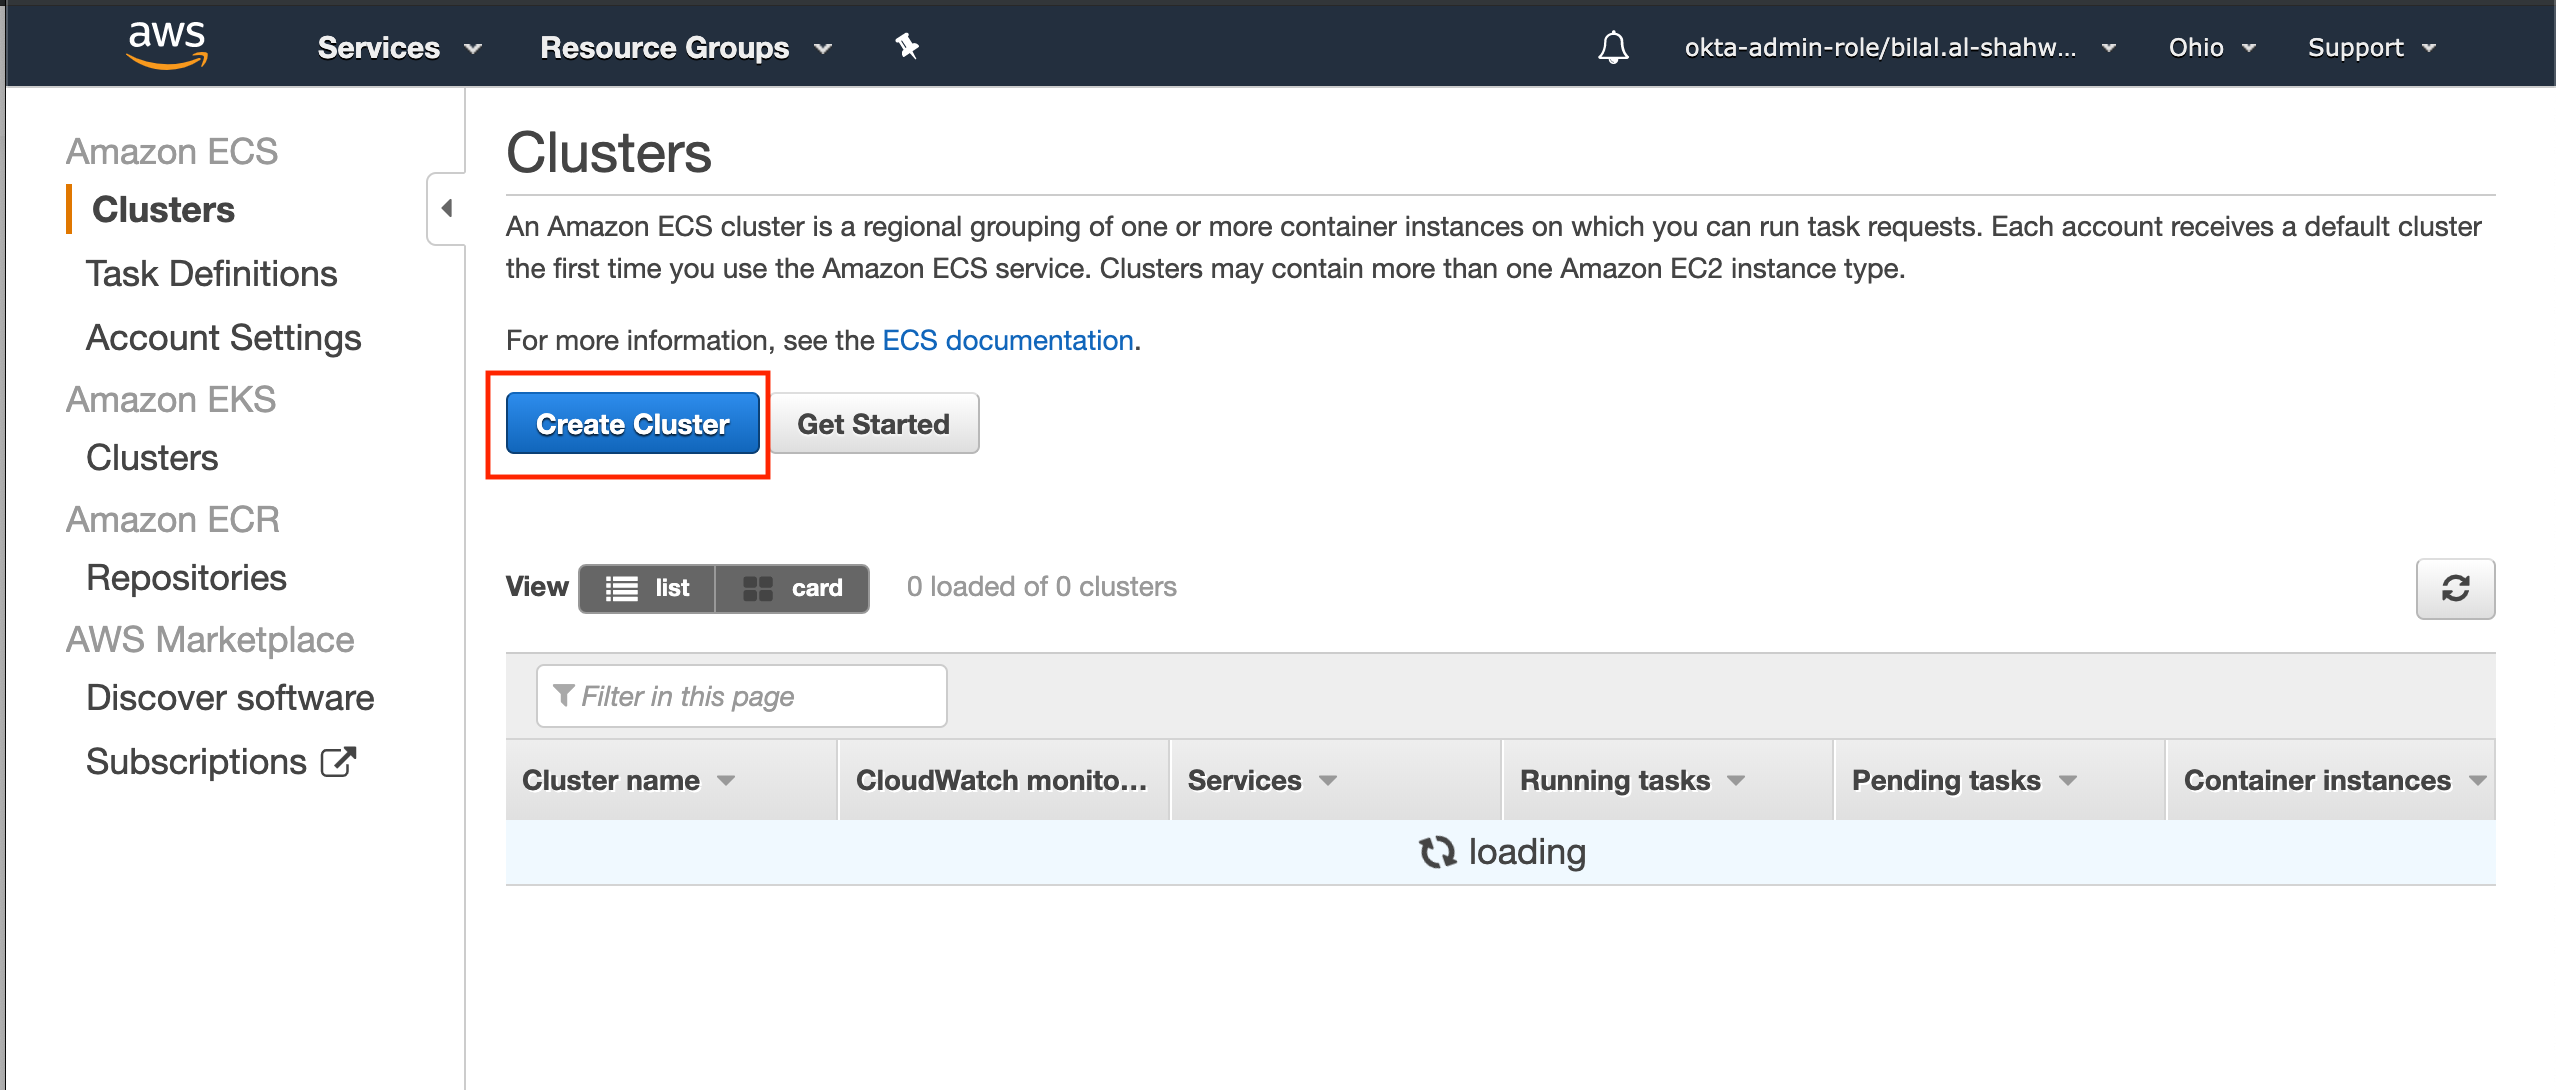 aws
Services
Resource Groups
okta-admin-role/bilal.al-shahw...
Ohio
Support
Amazon ECS
Clusters
Task Definitions
Account Settings
Amazon EKS
Clusters
Amazon ECR
Repositories
AWS Marketplace
Discover software
Subscriptions
Clusters
An Amazon ECS cluster is a regional grouping of one or more container instances on which you can run task requests. Each account receives a default cluster
the first time you use the Amazon ECS service. Clusters may contain more than one Amazon EC2 instance type.
For more information, see the ECS documentation.
Create Cluster
Get Started
View
list
card
0 loaded of 0 clusters
Filter in this page
Cluster name
CloudWatch monito...
Services
Running tasks
Pending tasks
Container instances
loading